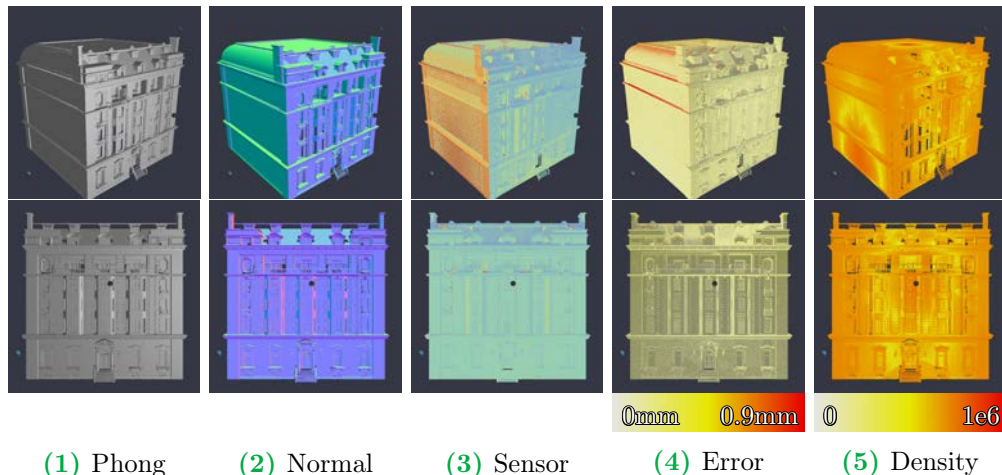 0mm 0.9mm 0 1e6
(1) Phong (2) Normal (3) Sensor (4) Error (5) Density